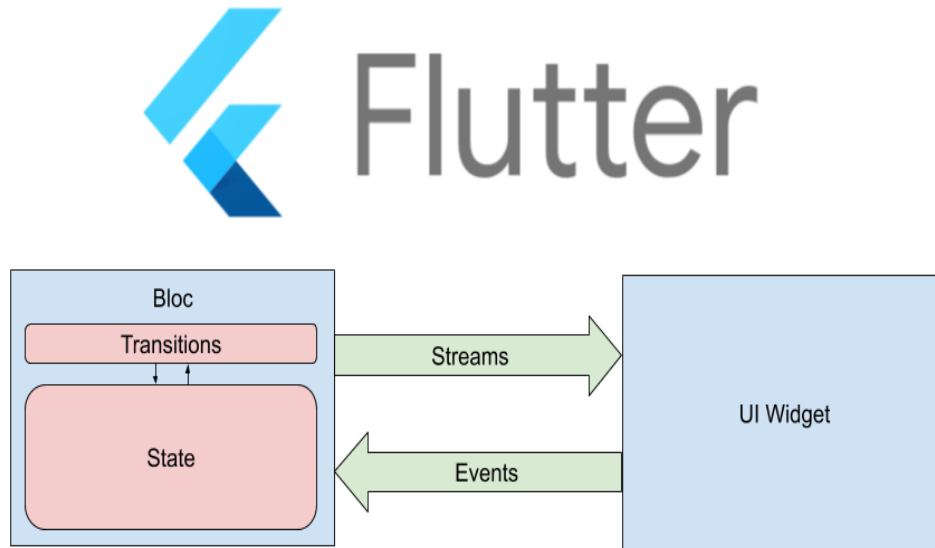 Flutter
Bloc
Transitions
State
Streams
Events
UI Widget